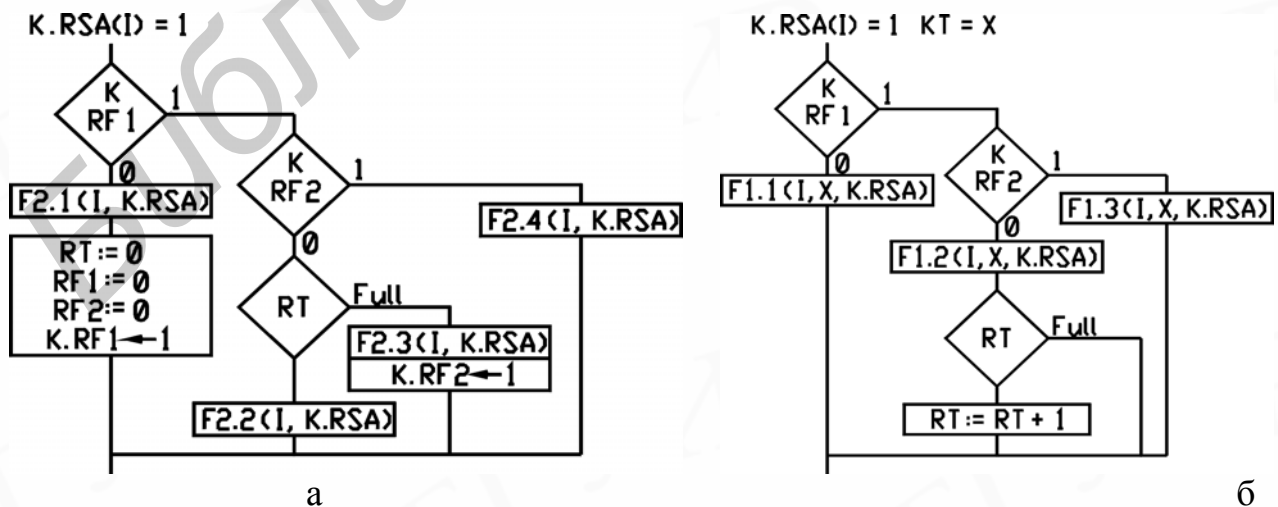 K.RSA(I) = 1
K
RF1
1
0
F2.1(I, K.RSA)
RT:= 0
RF1:= 0
RF2:= 0
K.RF1←1
K
RF2
1
0
F2.4(I, K.RSA)
RT
Full
F2.3(I, K.RSA)
K.RF2←1
F2.2(I, K.RSA)
а
K.RSA(I) = 1 KT = X
K
RF1
1
0
F1.1(I, X, K.RSA)
K
RF2
1
0
F1.3(I, X, K.RSA)
F1.2(I, X, K.RSA)
RT
Full
RT:= RT + 1
б
Библи